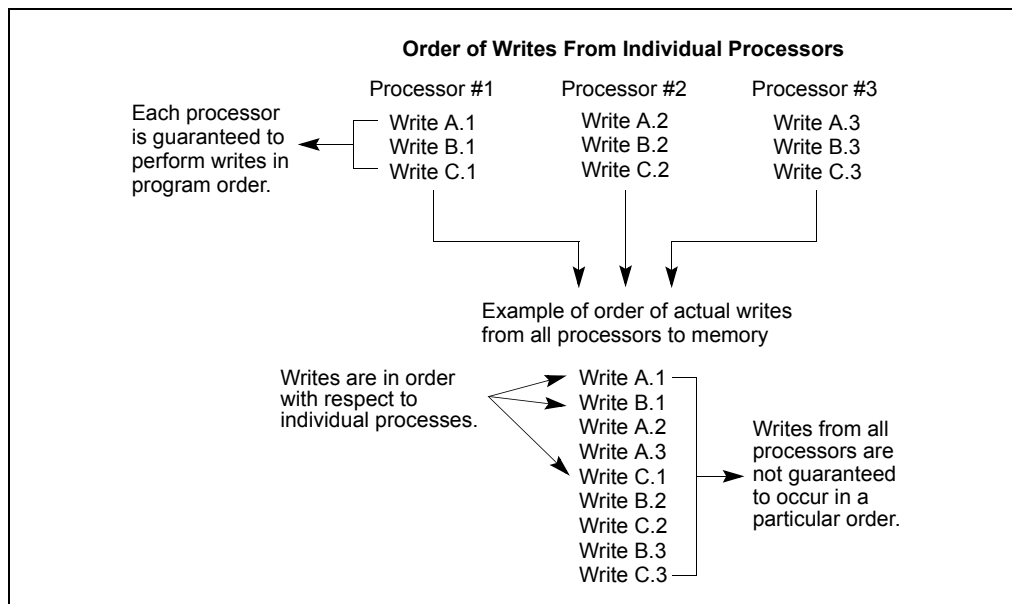 Order of Writes From Individual Processors
Processor #1
Processor #2
Processor #3
Each processor
is guaranteed to
perform writes in
program order.
Write A.1
Write B.1
Write C.1
Write A.2
Write B.2
Write C.2
Write A.3
Write B.3
Write C.3
Example of order of actual writes
from all processors to memory
Writes are in order
with respect to
individual processes.
Write A.1
Write B.1
Write A.2
Write A.3
Write C.1
Write B.2
Write C.2
Write B.3
Write C.3
Writes from all
processors are
not guaranteed
to occur in a
particular order.